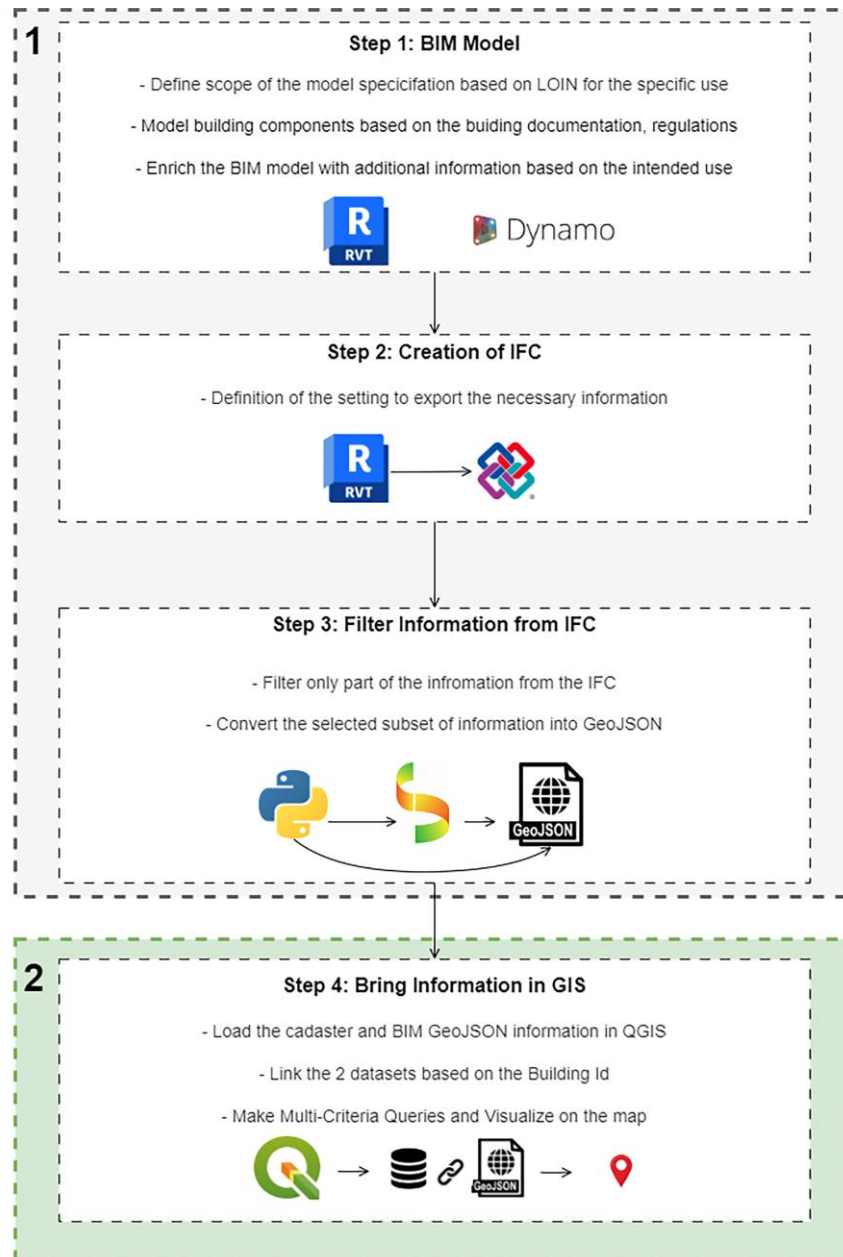 1
Step 1: BIM Model
- Define scope of the model specicifation based on LOIN for the specific use
- Model building components based on the buiding documentation, regulations
- Enrich the BIM model with additional information based on the intended use
R
RVT
Dynamo
Step 2: Creation of IFC
- Definition of the setting to export the necessary information
R
RVT
®
Step 3: Filter Information from IFC
- Filter only part of the infromation from the IFC
- Convert the selected subset of information into GeoJSON
GeoJSON
2
Step 4: Bring Information in GIS
- Load the cadaster and BIM GeoJSON information in QGIS
- Link the 2 datasets based on the Building Id
- Make Multi-Criteria Queries and Visualize on the map
GeoJSON